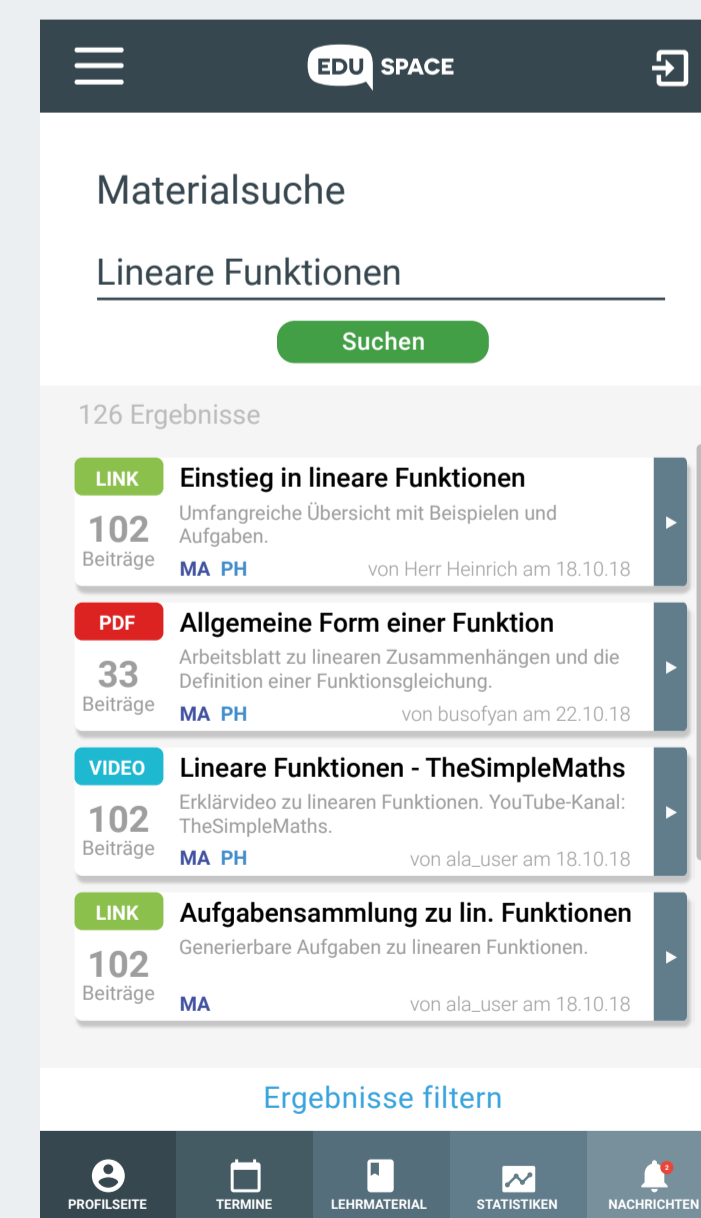 EDU SPACE
Materialsuche
Lineare Funktionen
Suchen
126 Ergebnisse
LINK
Einstieg in lineare Funktionen
102
Beiträge
Umfangreiche Übersicht mit Beispielen und
Aufgaben.
MA PH
von Herr Heinrich am 18.10.18
PDF
Allgemeine Form einer Funktion
33
Beiträge
Arbeitsblatt zu linearen Zusammenhängen und die
Definition einer Funktionsgleichung.
MA PH
von busofyan am 22.10.18
VIDEO
Lineare Funktionen - TheSimpleMaths
102
Beiträge
Erklärvideo zu linearen Funktionen. YouTube-Kanal:
TheSimpleMaths.
MA PH
von ala_user am 18.10.18
LINK
Aufgabensammlung zu lin. Funktionen
102
Beiträge
Generierbare Aufgaben zu linearen Funktionen.
MA
von ala_user am 18.10.18
Ergebnisse filtern
2
PROFILSEITE
TERMINE
LEHRMATERIAL
STATISTIKEN
NACHRICHTEN